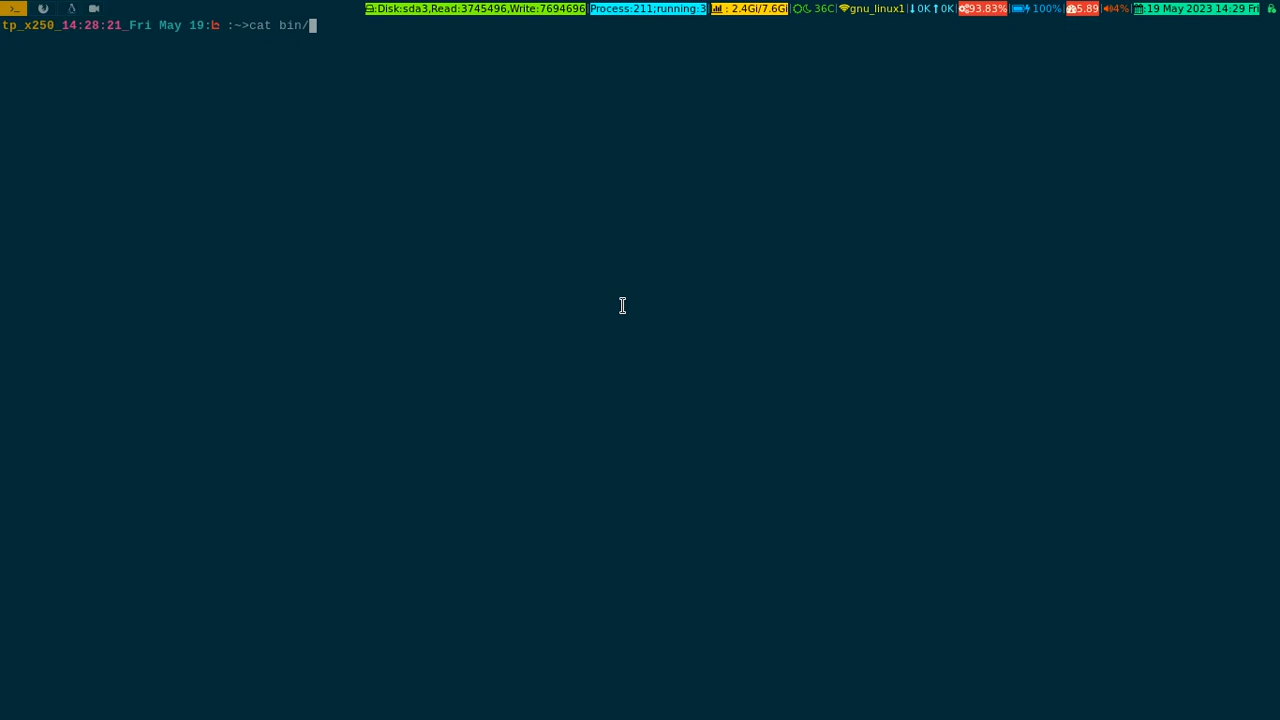 >_ Disk:sda3,Read:3745496,Write:7694696 Process:211;running:3 : 2.4Gi/7.6Gi 36C gnu_linux1 ↓0K ↑0K 93.83% 100% 5.89 4% :19 May 2023 14:29 Fri
tp_x250_14:28:21_Fri May 19: :~>cat bin/